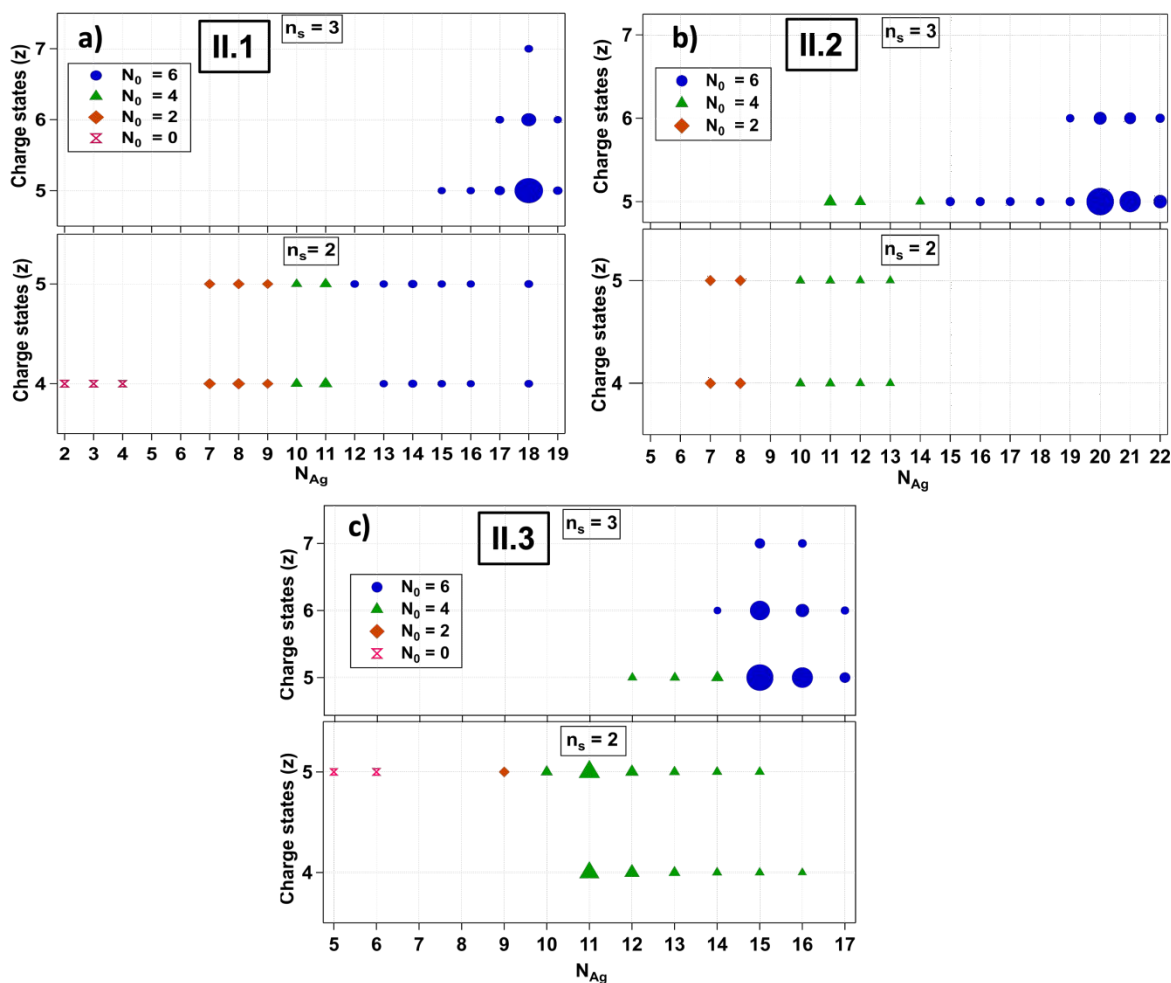 a)
II.1
n_s = 3
Charge states (z)
7
6
5
N_0 = 6
N_0 = 4
N_0 = 2
N_0 = 0
n_s = 2
Charge states (z)
5
4
2 3 4 5 6 7 8 9 10 11 12 13 14 15 16 17 18 19
N_Ag
b)
II.2
n_s = 3
Charge states (z)
7
6
5
N_0 = 6
N_0 = 4
N_0 = 2
n_s = 2
Charge states (z)
5
4
5 6 7 8 9 10 11 12 13 14 15 16 17 18 19 20 21 22
N_Ag
c)
II.3
n_s = 3
Charge states (z)
7
6
5
N_0 = 6
N_0 = 4
N_0 = 2
N_0 = 0
n_s = 2
Charge states (z)
5
4
5 6 7 8 9 10 11 12 13 14 15 16 17
N_Ag